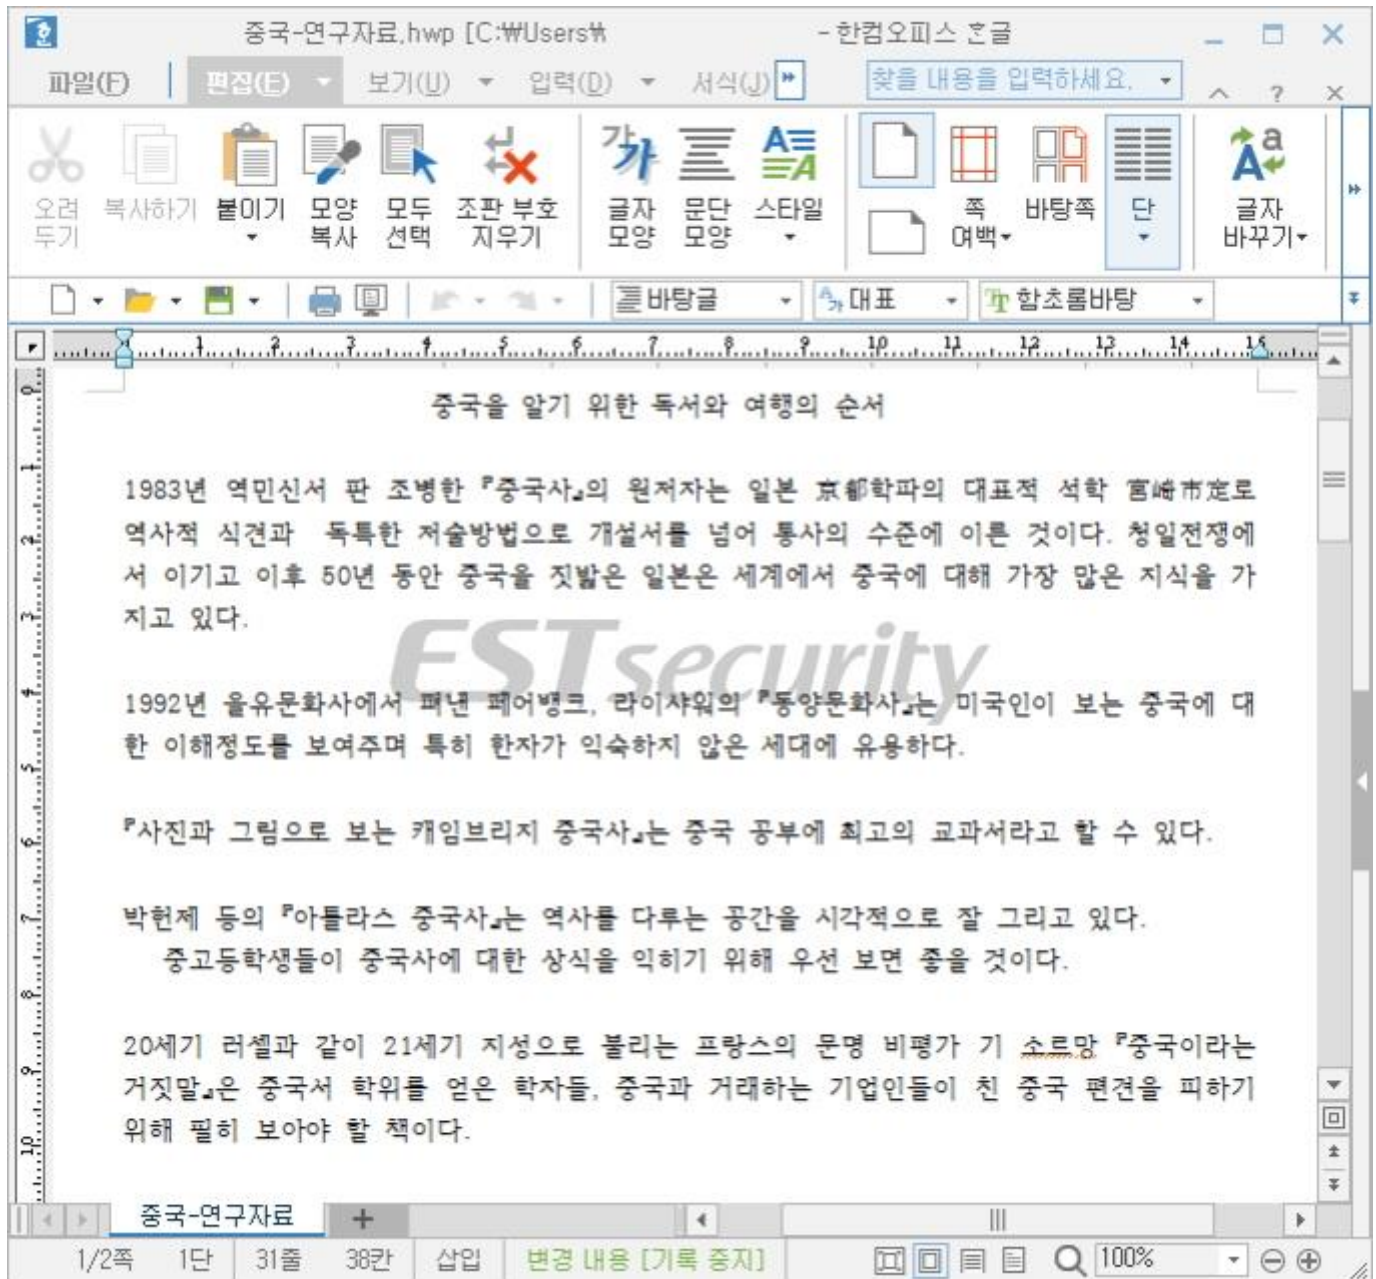 중국-연구자료.hwp [C:₩Users₩ - 한컴오피스 한글
파일(F) 편집(E) 보기(U) 입력(D) 서식(J) 찾을 내용을 입력하세요.
오려 두기 복사하기 붙이기 모양 복사 모두 선택 조판 부호 지우기 글자 모양 문단 모양 스타일 쪽 여백 바탕쪽 단 글자 바꾸기
바탕글 대표 함초롬바탕
1 2 3 4 5 6 7 8 9 10 11 12 13 14 15
중국을 알기 위한 독서와 여행의 순서
1983년 역민신서 판 조병한 『중국사』의 원저자는 일본 京都학파의 대표적 석학 宮崎市定로
역사적 식견과 독특한 저술방법으로 개설서를 넘어 통사의 수준에 이른 것이다. 청일전쟁에
서 이기고 이후 50년 동안 중국을 짓밟은 일본은 세계에서 중국에 대해 가장 많은 지식을 가
지고 있다.
ESTsecurity
1992년 을유문화사에서 펴낸 페어뱅크, 라이샤워의 『동양문화사』는 미국인이 보는 중국에 대
한 이해정도를 보여주며 특히 한자가 익숙하지 않은 세대에 유용하다.
『사진과 그림으로 보는 캐임브리지 중국사』는 중국 공부에 최고의 교과서라고 할 수 있다.
박헌제 등의 『아틀라스 중국사』는 역사를 다루는 공간을 시각적으로 잘 그리고 있다.
중고등학생들이 중국사에 대한 상식을 익히기 위해 우선 보면 좋을 것이다.
20세기 러셀과 같이 21세기 지성으로 불리는 프랑스의 문명 비평가 기 소르망 『중국이라는
거짓말』은 중국서 학위를 얻은 학자들, 중국과 거래하는 기업인들이 친 중국 편견을 피하기
위해 필히 보아야 할 책이다.
중국-연구자료
1/2쪽 1단 31줄 38칸 삽입 변경 내용 [기록 중지] 100%